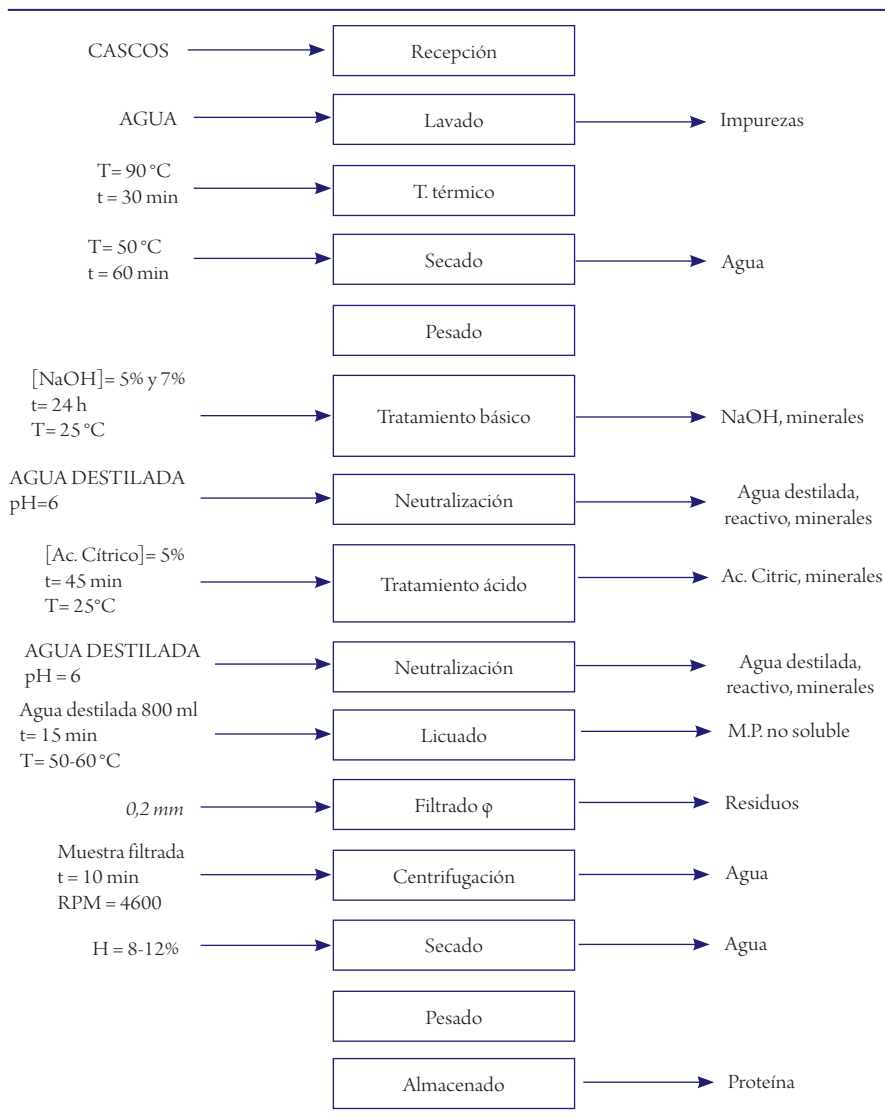 CASCOS
Recepción
AGUA
Lavado
Impurezas
T= 90 °C
t = 30 min
T. térmico
T= 50 °C
t = 60 min
Secado
Agua
Pesado
[NaOH]= 5% y 7%
t= 24 h
T= 25 °C
Tratamiento básico
NaOH, minerales
AGUA DESTILADA
pH=6
Neutralización
Agua destilada,
reactivo, minerales
[Ac. Cítrico]= 5%
t= 45 min
T= 25°C
Tratamiento ácido
Ac. Citric, minerales
AGUA DESTILADA
pH = 6
Neutralización
Agua destilada,
reactivo, minerales
Agua destilada 800 ml
t= 15 min
T= 50-60 °C
Licuado
M.P. no soluble
0,2 mm
Filtrado φ
Residuos
Muestra filtrada
t = 10 min
RPM = 4600
Centrifugación
Agua
H = 8-12%
Secado
Agua
Pesado
Almacenado
Proteína